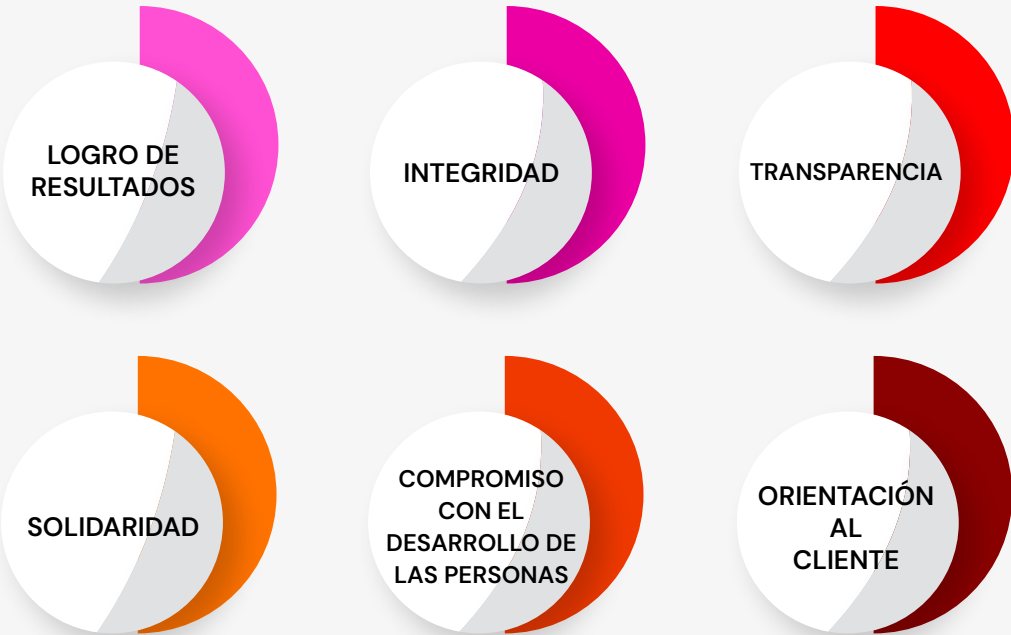 LOGRO DE
RESULTADOS
INTEGRIDAD
TRANSPARENCIA
SOLIDARIDAD
COMPROMISO
CON EL
DESARROLLO DE
LAS PERSONAS
ORIENTACIÓN
AL
CLIENTE